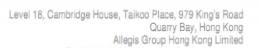 Level 18, Cambridge House, Taikoo Place, 979 King's Road
Quarry Bay, Hong Kong
Allegis Group Hong Kong Limited